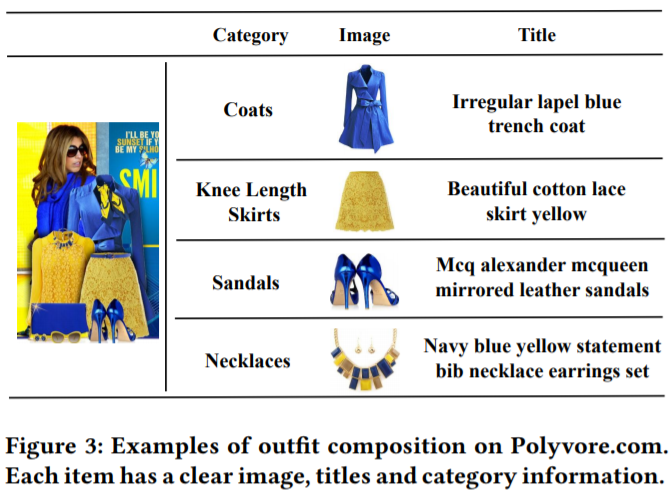 Category Image Title
I'LL BE YO
SUNSET IF Y
BE MY
SMI
Coats
Irregular lapel blue
trench coat
Knee Length
Skirts
Beautiful cotton lace
skirt yellow
Sandals
Mcq alexander mcqueen
mirrored leather sandals
Necklaces
Navy blue yellow statement
bib necklace earrings set
Figure 3: Examples of outfit composition on Polyvore.com.
Each item has a clear image, titles and category information.